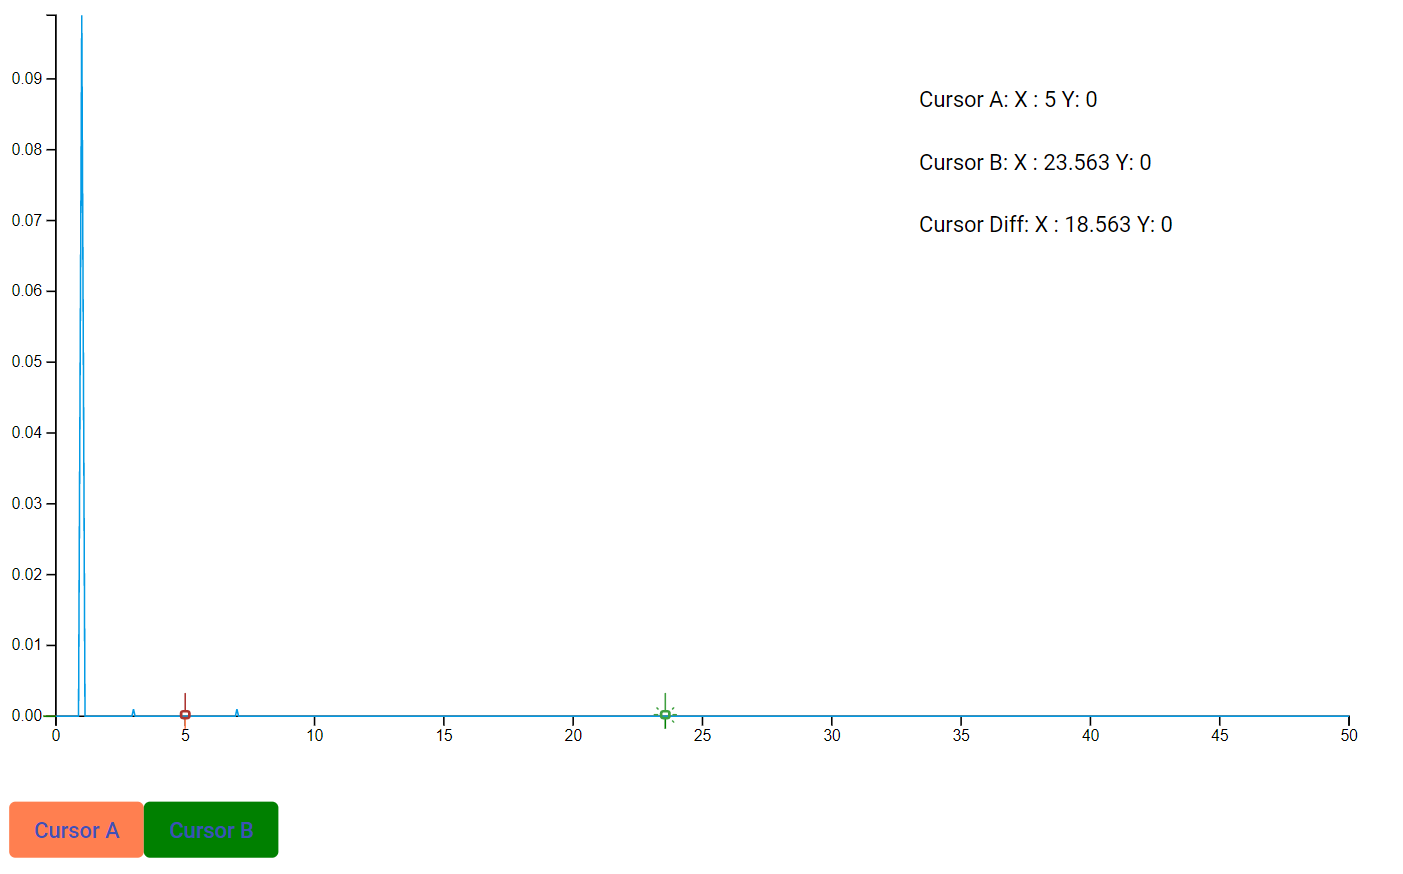 0.09
Cursor A: X : 5 Y: 0
0.08
Cursor B: X : 23.563 Y: 0
0.07
Cursor Diff: X : 18.563 Y: 0
0.06
0.05
0.04
0.03
0.02
0.01
0.00
0 5 10 15 20 25 30 35 40 45 50
Cursor A Cursor B